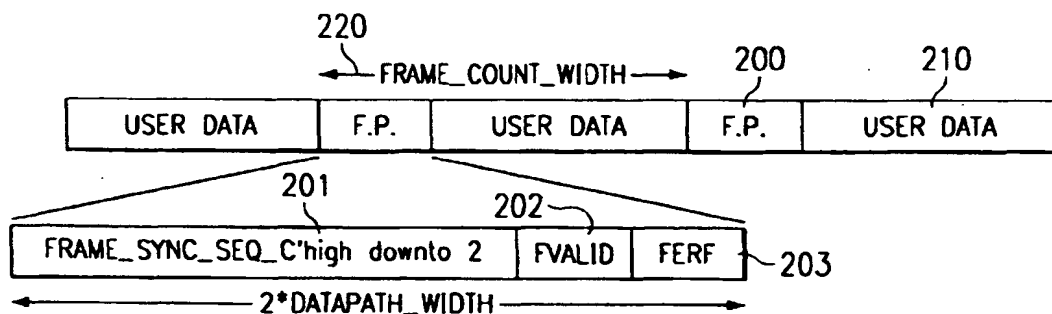 220
FRAME_COUNT_WIDTH
200
210
USER DATA F.P. USER DATA F.P. USER DATA
201
202
FRAME_SYNC_SEQ_C'high downto 2 FVALID FERF 203
2*DATAPATH_WIDTH